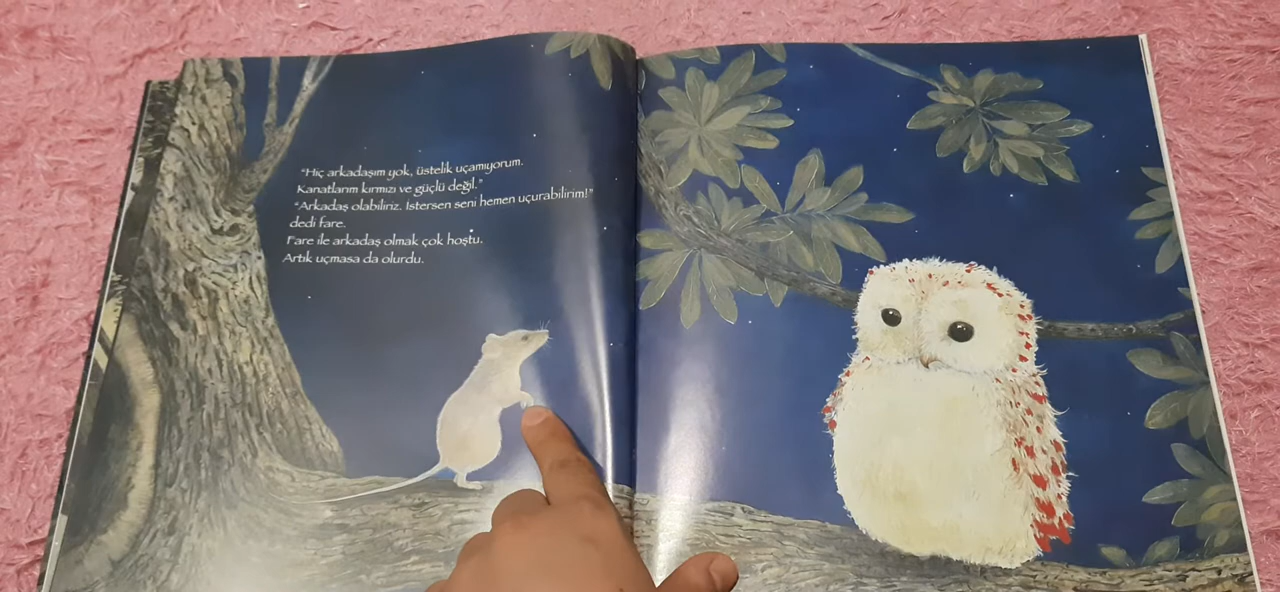 "Hiç arkadaşım yok, üstelik uçamıyorum.
Kanatlarım kırmızı ve güçlü değil."
"Arkadaş olabiliriz. Istersen seni hemen uçurabilirim!"
dedi fare.
Fare ile arkadaş olmak çok hoştu.
Artık uçmasa da olurdu.